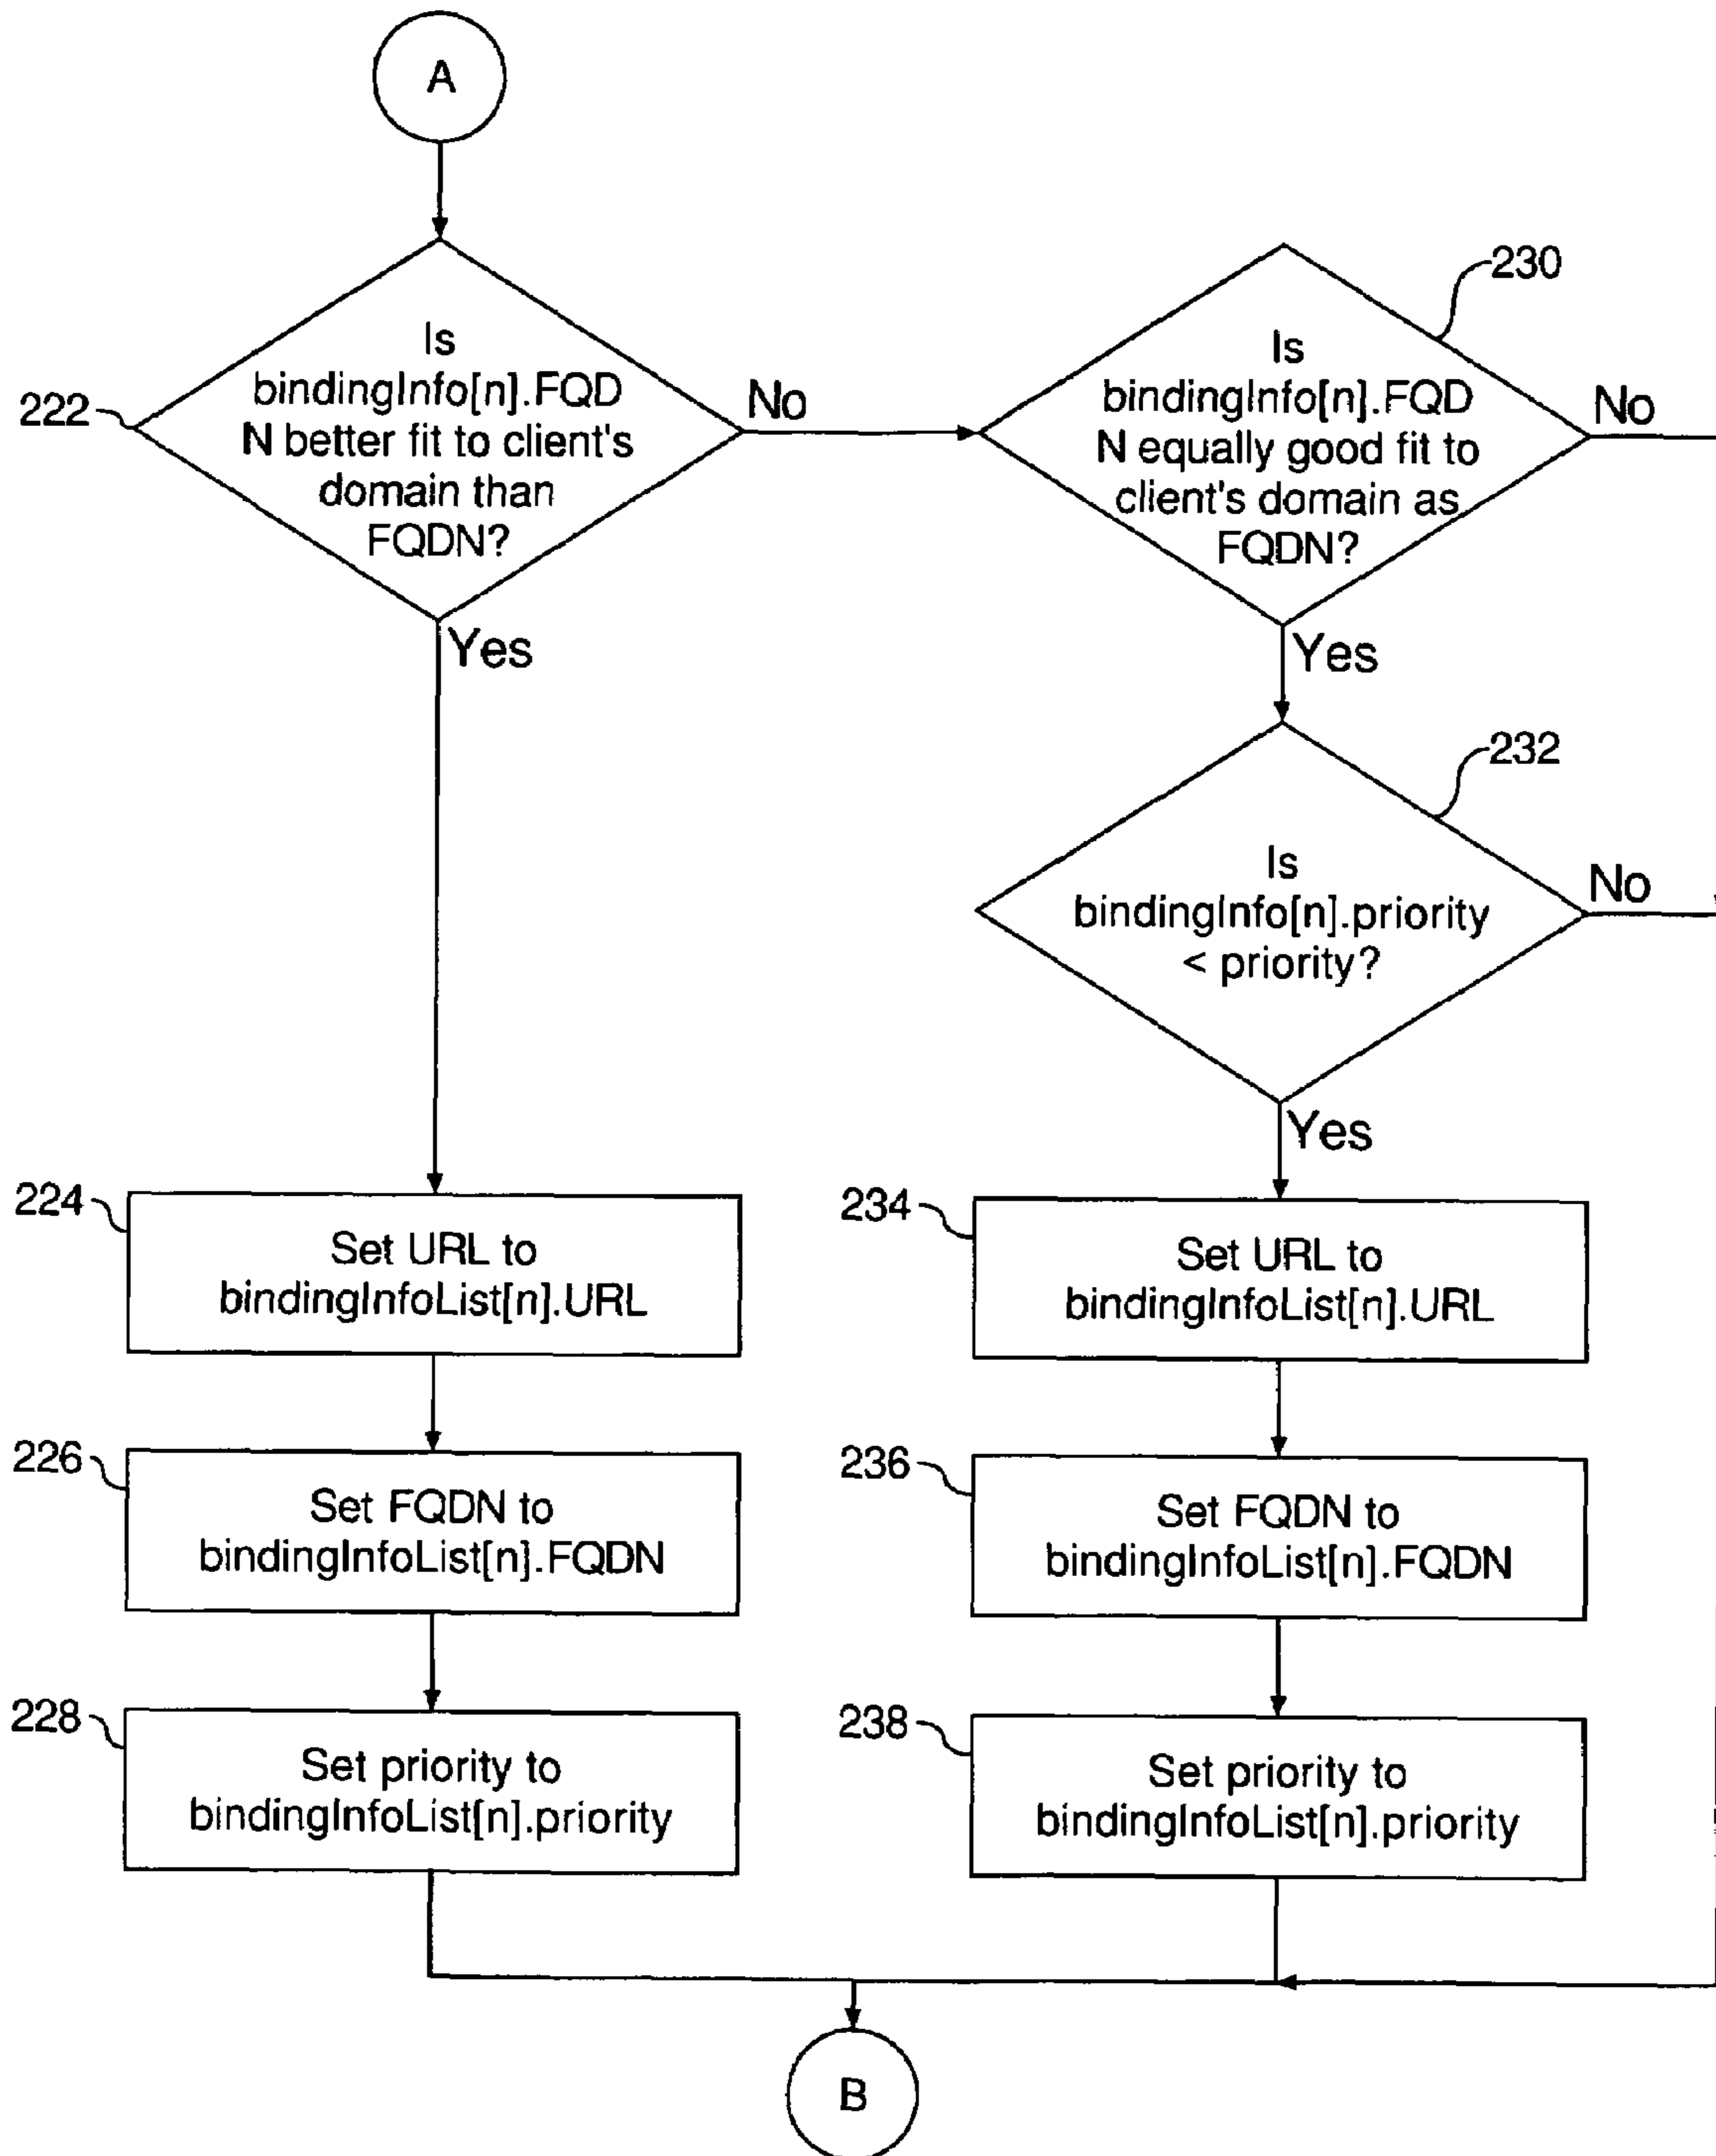 A
222
Is
bindingInfo[n].FQD
N better fit to client's
domain than
FQDN?
No
Yes
230
Is
bindingInfo[n].FQD
N equally good fit to
client's domain as
FQDN?
No
Yes
232
Is
bindingInfo[n].priority
< priority?
No
Yes
224
Set URL to
bindingInfoList[n].URL
234
Set URL to
bindingInfoList[n].URL
226
Set FQDN to
bindingInfoList[n].FQDN
236
Set FQDN to
bindingInfoList[n].FQDN
228
Set priority to
bindingInfoList[n].priority
238
Set priority to
bindingInfoList[n].priority
B